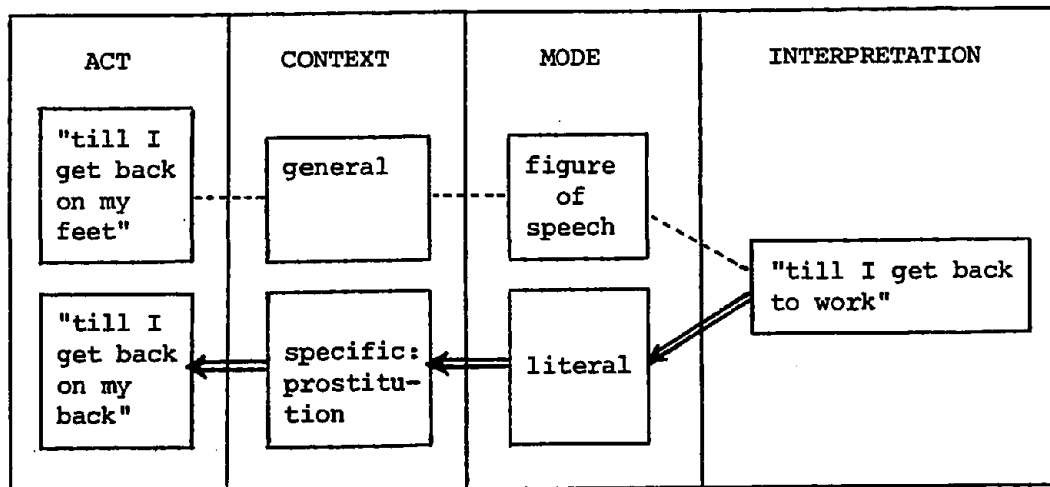 ACT
CONTEXT
MODE
INTERPRETATION
"till I
get back
on my
feet"
general
figure
of
speech
"till I get back
to work"
"till I
get back
on my
back"
specific:
prostitu-
tion
literal